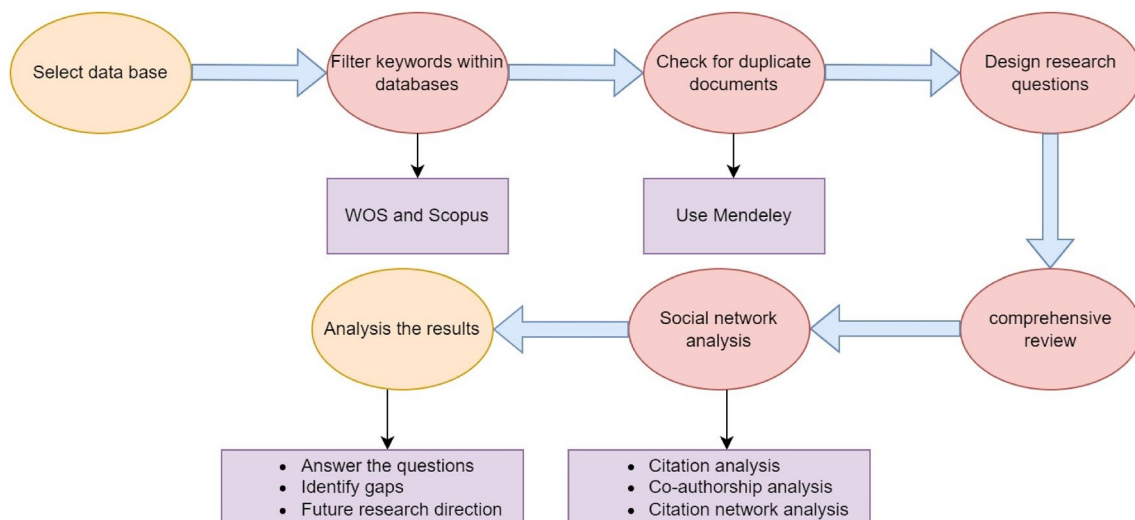 Select data base
Filter keywords within
databases
Check for duplicate
documents
Design research
questions
WOS and Scopus
Use Mendeley
Analysis the results
Social network
analysis
comprehensive
review
• Answer the questions
• Identify gaps
• Future research direction
• Citation analysis
• Co-authorship analysis
• Citation network analysis